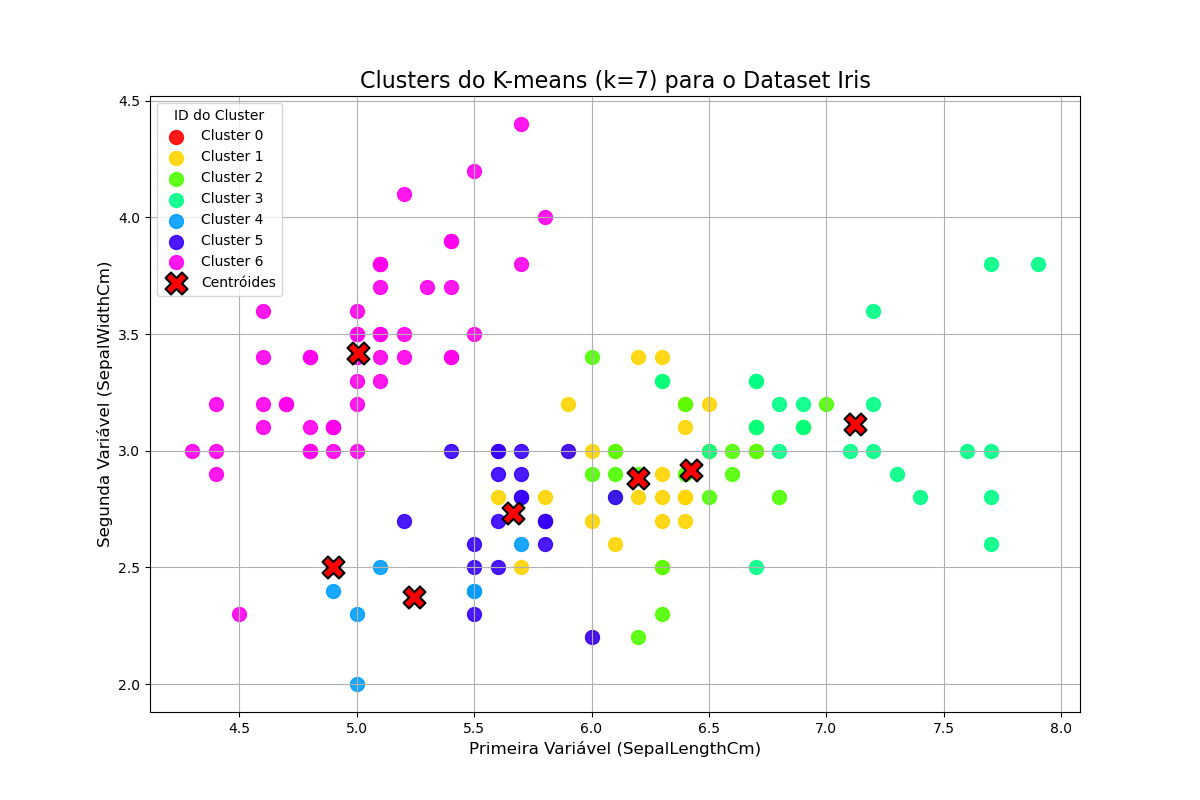 Clusters do K-means (k=7) para o Dataset Iris
ID do Cluster
Cluster 0
Cluster 1
Cluster 2
Cluster 3
Cluster 4
Cluster 5
Cluster 6
Centróides
Segunda Variável (SepalWidthCm)
4.5
4.0
3.5
3.0
2.5
2.0
4.5 5.0 5.5 6.0 6.5 7.0 7.5 8.0
Primeira Variável (SepalLengthCm)